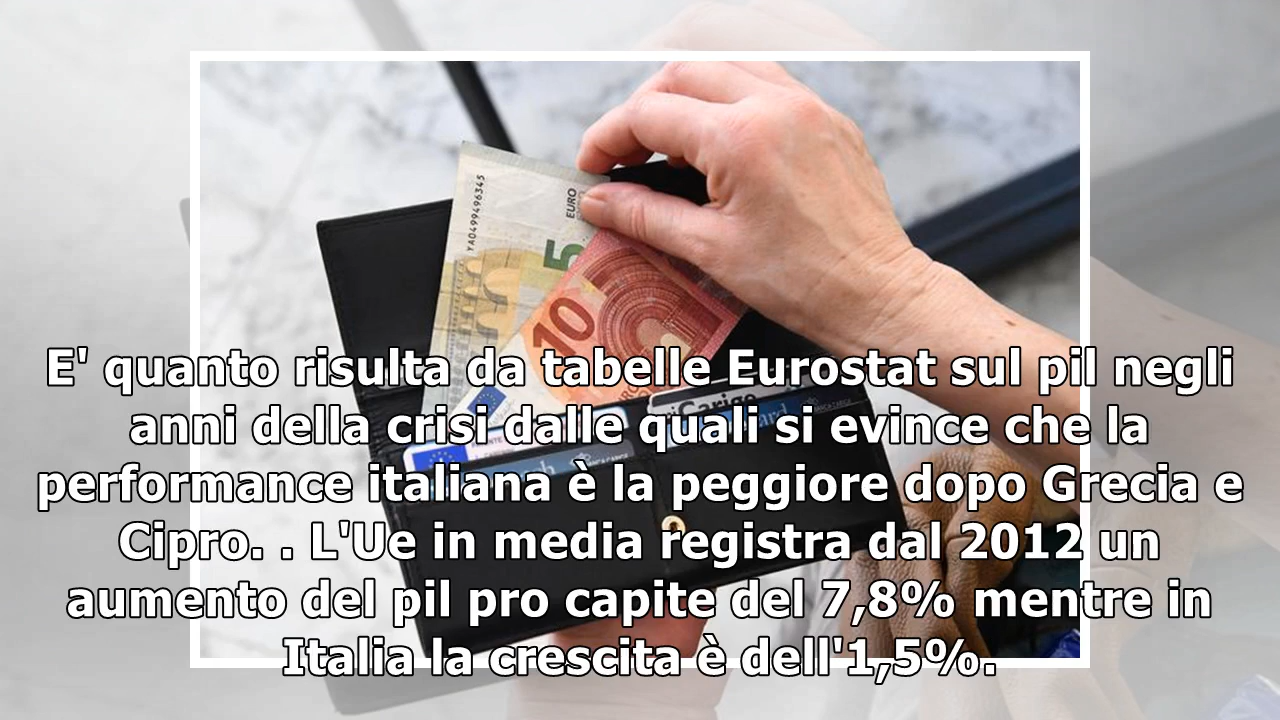 YA0499496345
EURO
5
10
E' quanto risulta da tabelle Eurostat sul pil negli
anni della crisi dalle quali si evince che la
performance italiana è la peggiore dopo Grecia e
Cipro. . L'Ue in media registra dal 2012 un
aumento del pil pro capite del 7,8% mentre in
Italia la crescita è dell'1,5%.